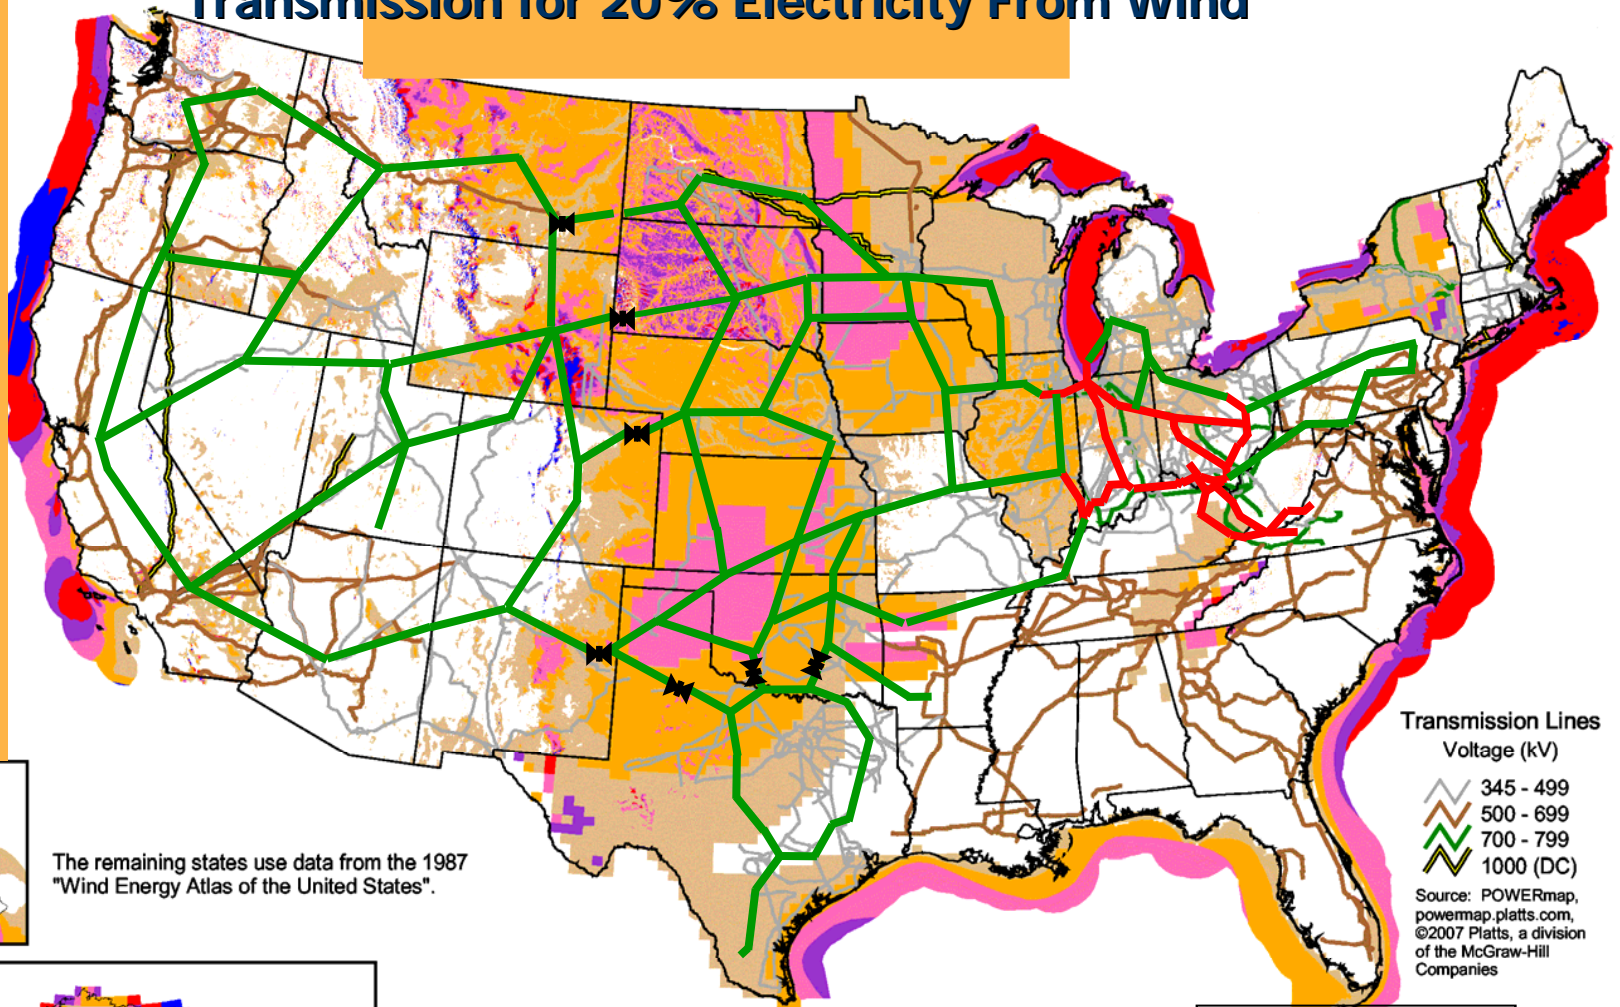 Transmission for 20% Electricity From Wind
Transmission Lines
Voltage (kV)
345 - 499
500 - 699
700 - 799
1000 (DC)
Source: POWERmap,
powermap.platts.com,
©2007 Platts, a division
of the McGraw-Hill
Companies
The remaining states use data from the 1987
"Wind Energy Atlas of the United States".